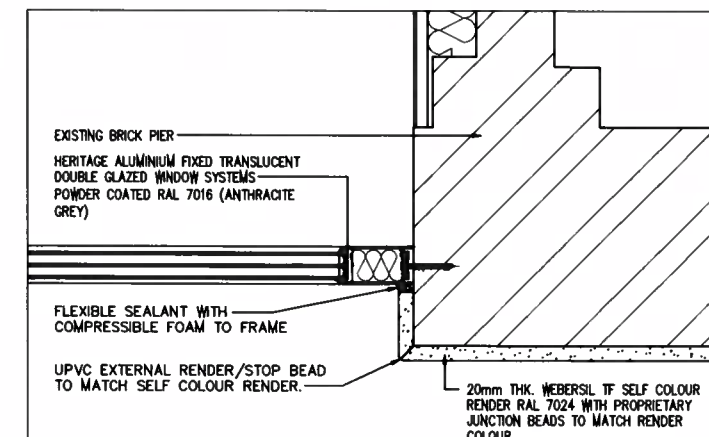 EXISTING BRICK PIER
HERITAGE ALUMINIUM FIXED TRANSLUCENT
DOUBLE GLAZED WINDOW SYSTEMS
POWDER COATED RAL 7016 (ANTHRACITE
GREY)
FLEXIBLE SEALANT WITH
COMPRESSIBLE FOAM TO FRAME
UPVC EXTERNAL RENDER/STOP BEAD
TO MATCH SELF COLOUR RENDER.
20mm THK. WEBERSIL TF SELF COLOUR
RENDER RAL 7024 WITH PROPRIETARY
JUNCTION BEADS TO MATCH RENDER
COLOUR